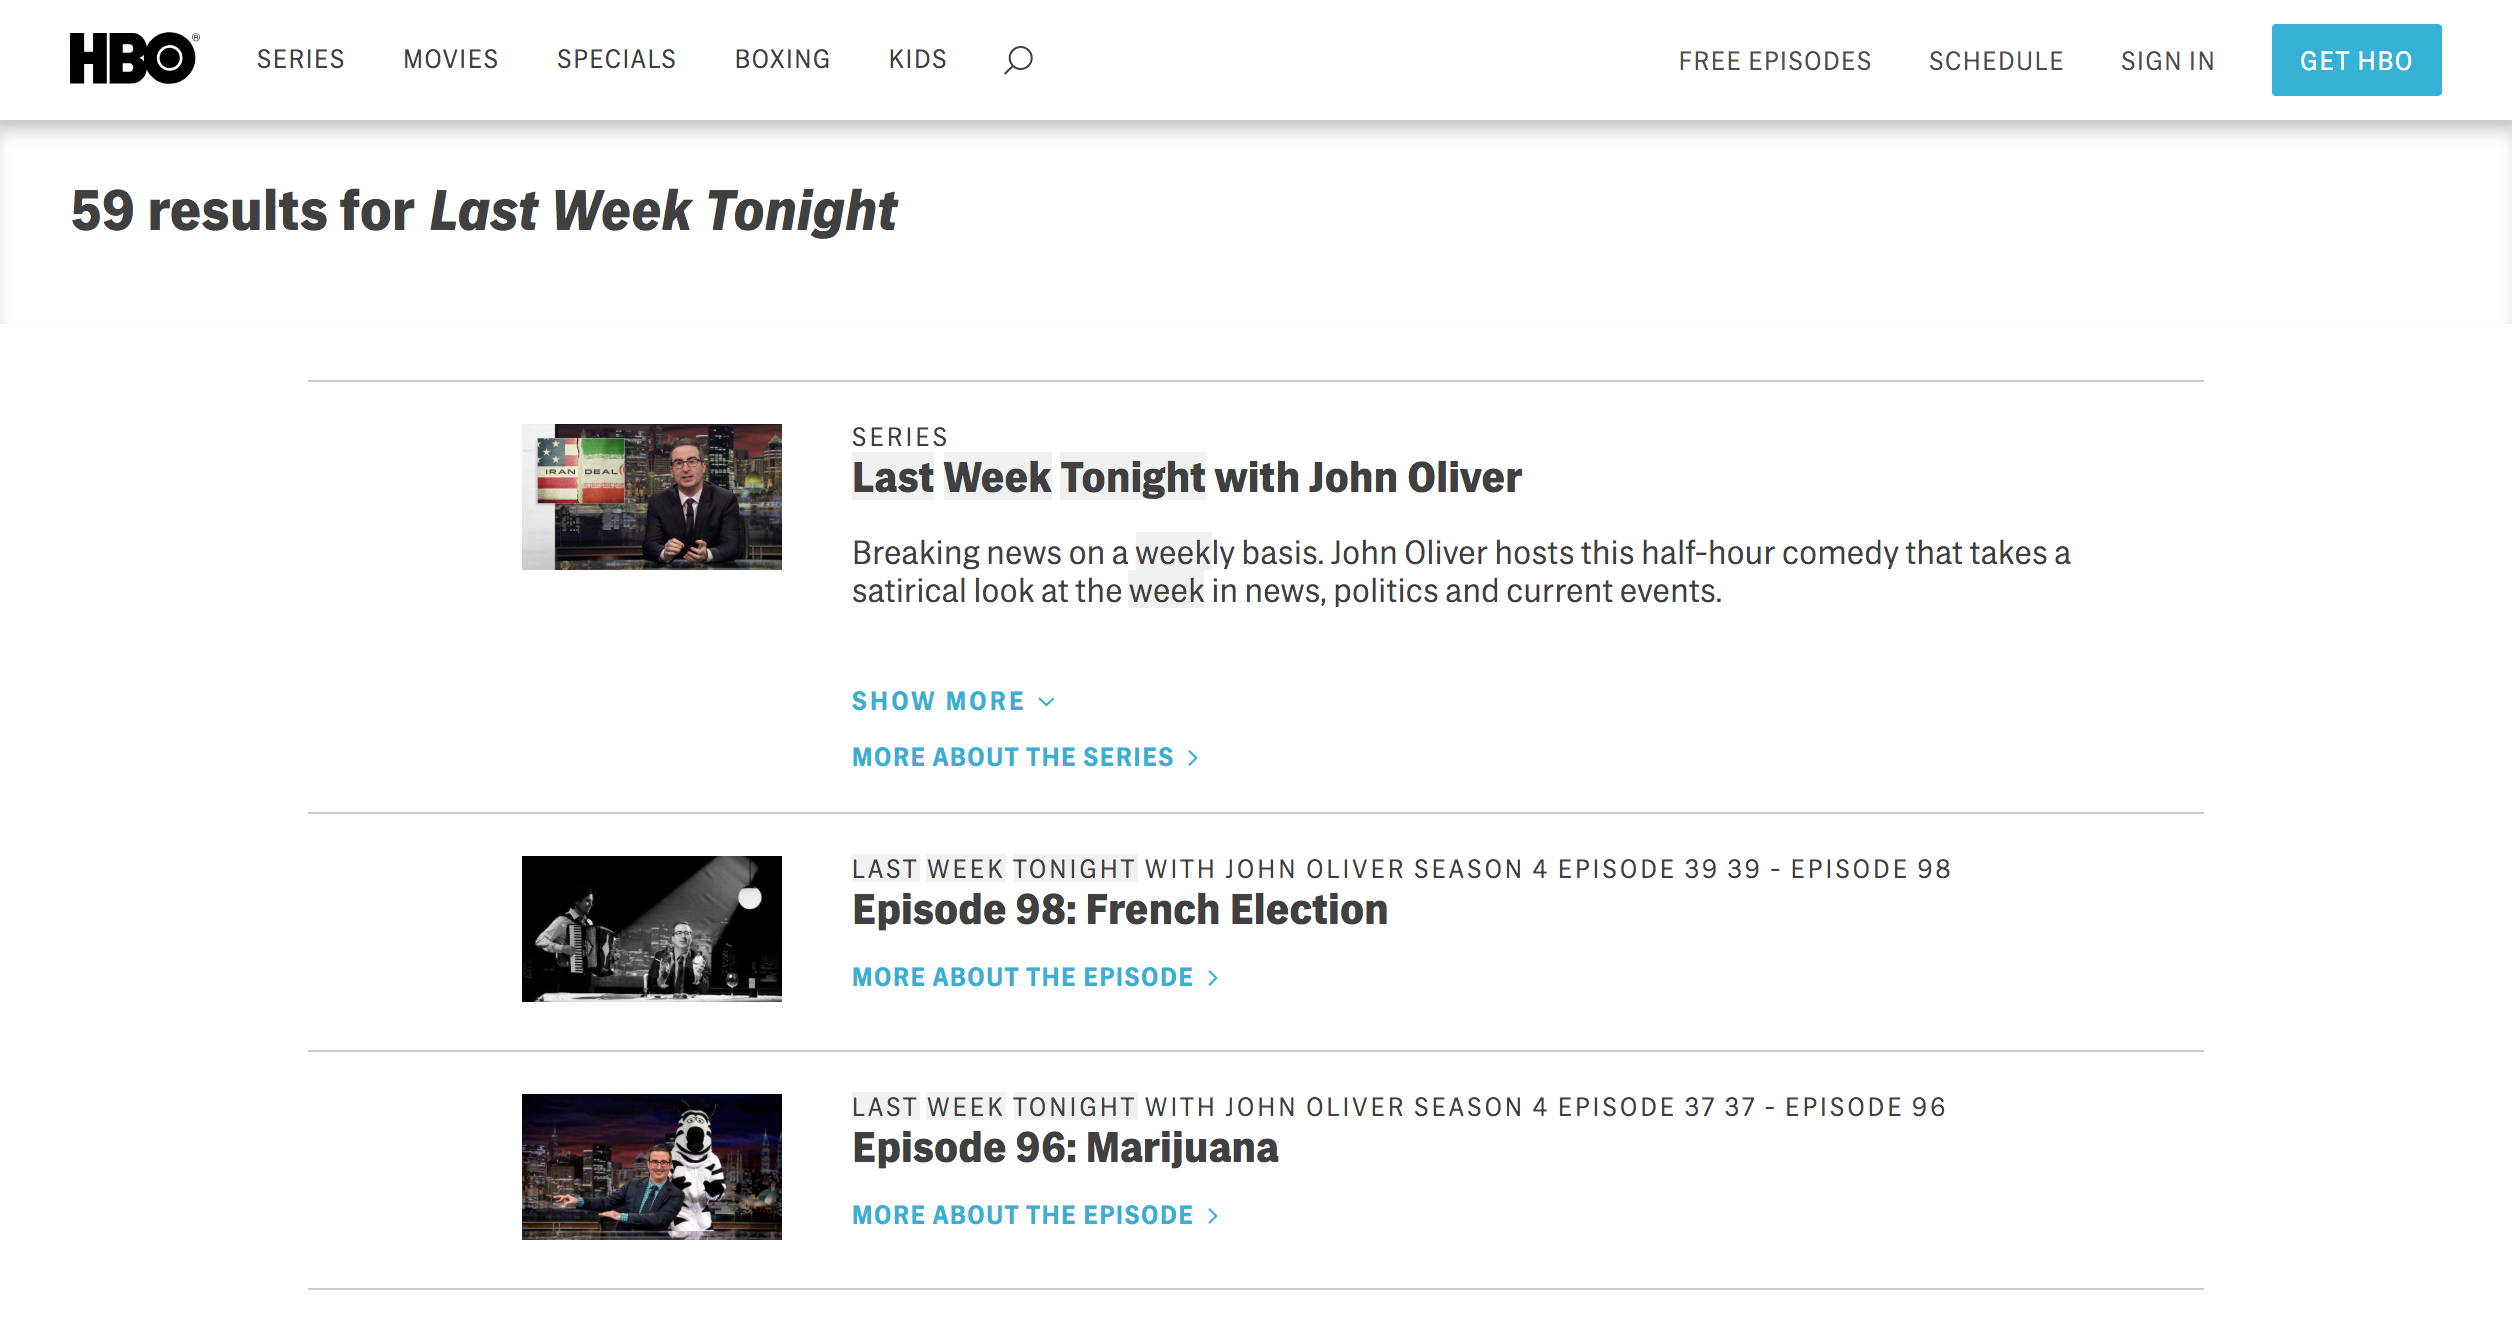 HBO®
SERIES MOVIES SPECIALS BOXING KIDS
FREE EPISODES SCHEDULE SIGN IN GET HBO
59 results for Last Week Tonight
IRAN DEAL
SERIES
Last Week Tonight with John Oliver
Breaking news on a weekly basis. John Oliver hosts this half-hour comedy that takes a
satirical look at the week in news, politics and current events.
SHOW MORE
MORE ABOUT THE SERIES
LAST WEEK TONIGHT WITH JOHN OLIVER SEASON 4 EPISODE 39 39 - EPISODE 98
Episode 98: French Election
MORE ABOUT THE EPISODE
LAST WEEK TONIGHT WITH JOHN OLIVER SEASON 4 EPISODE 37 37 - EPISODE 96
Episode 96: Marijuana
MORE ABOUT THE EPISODE